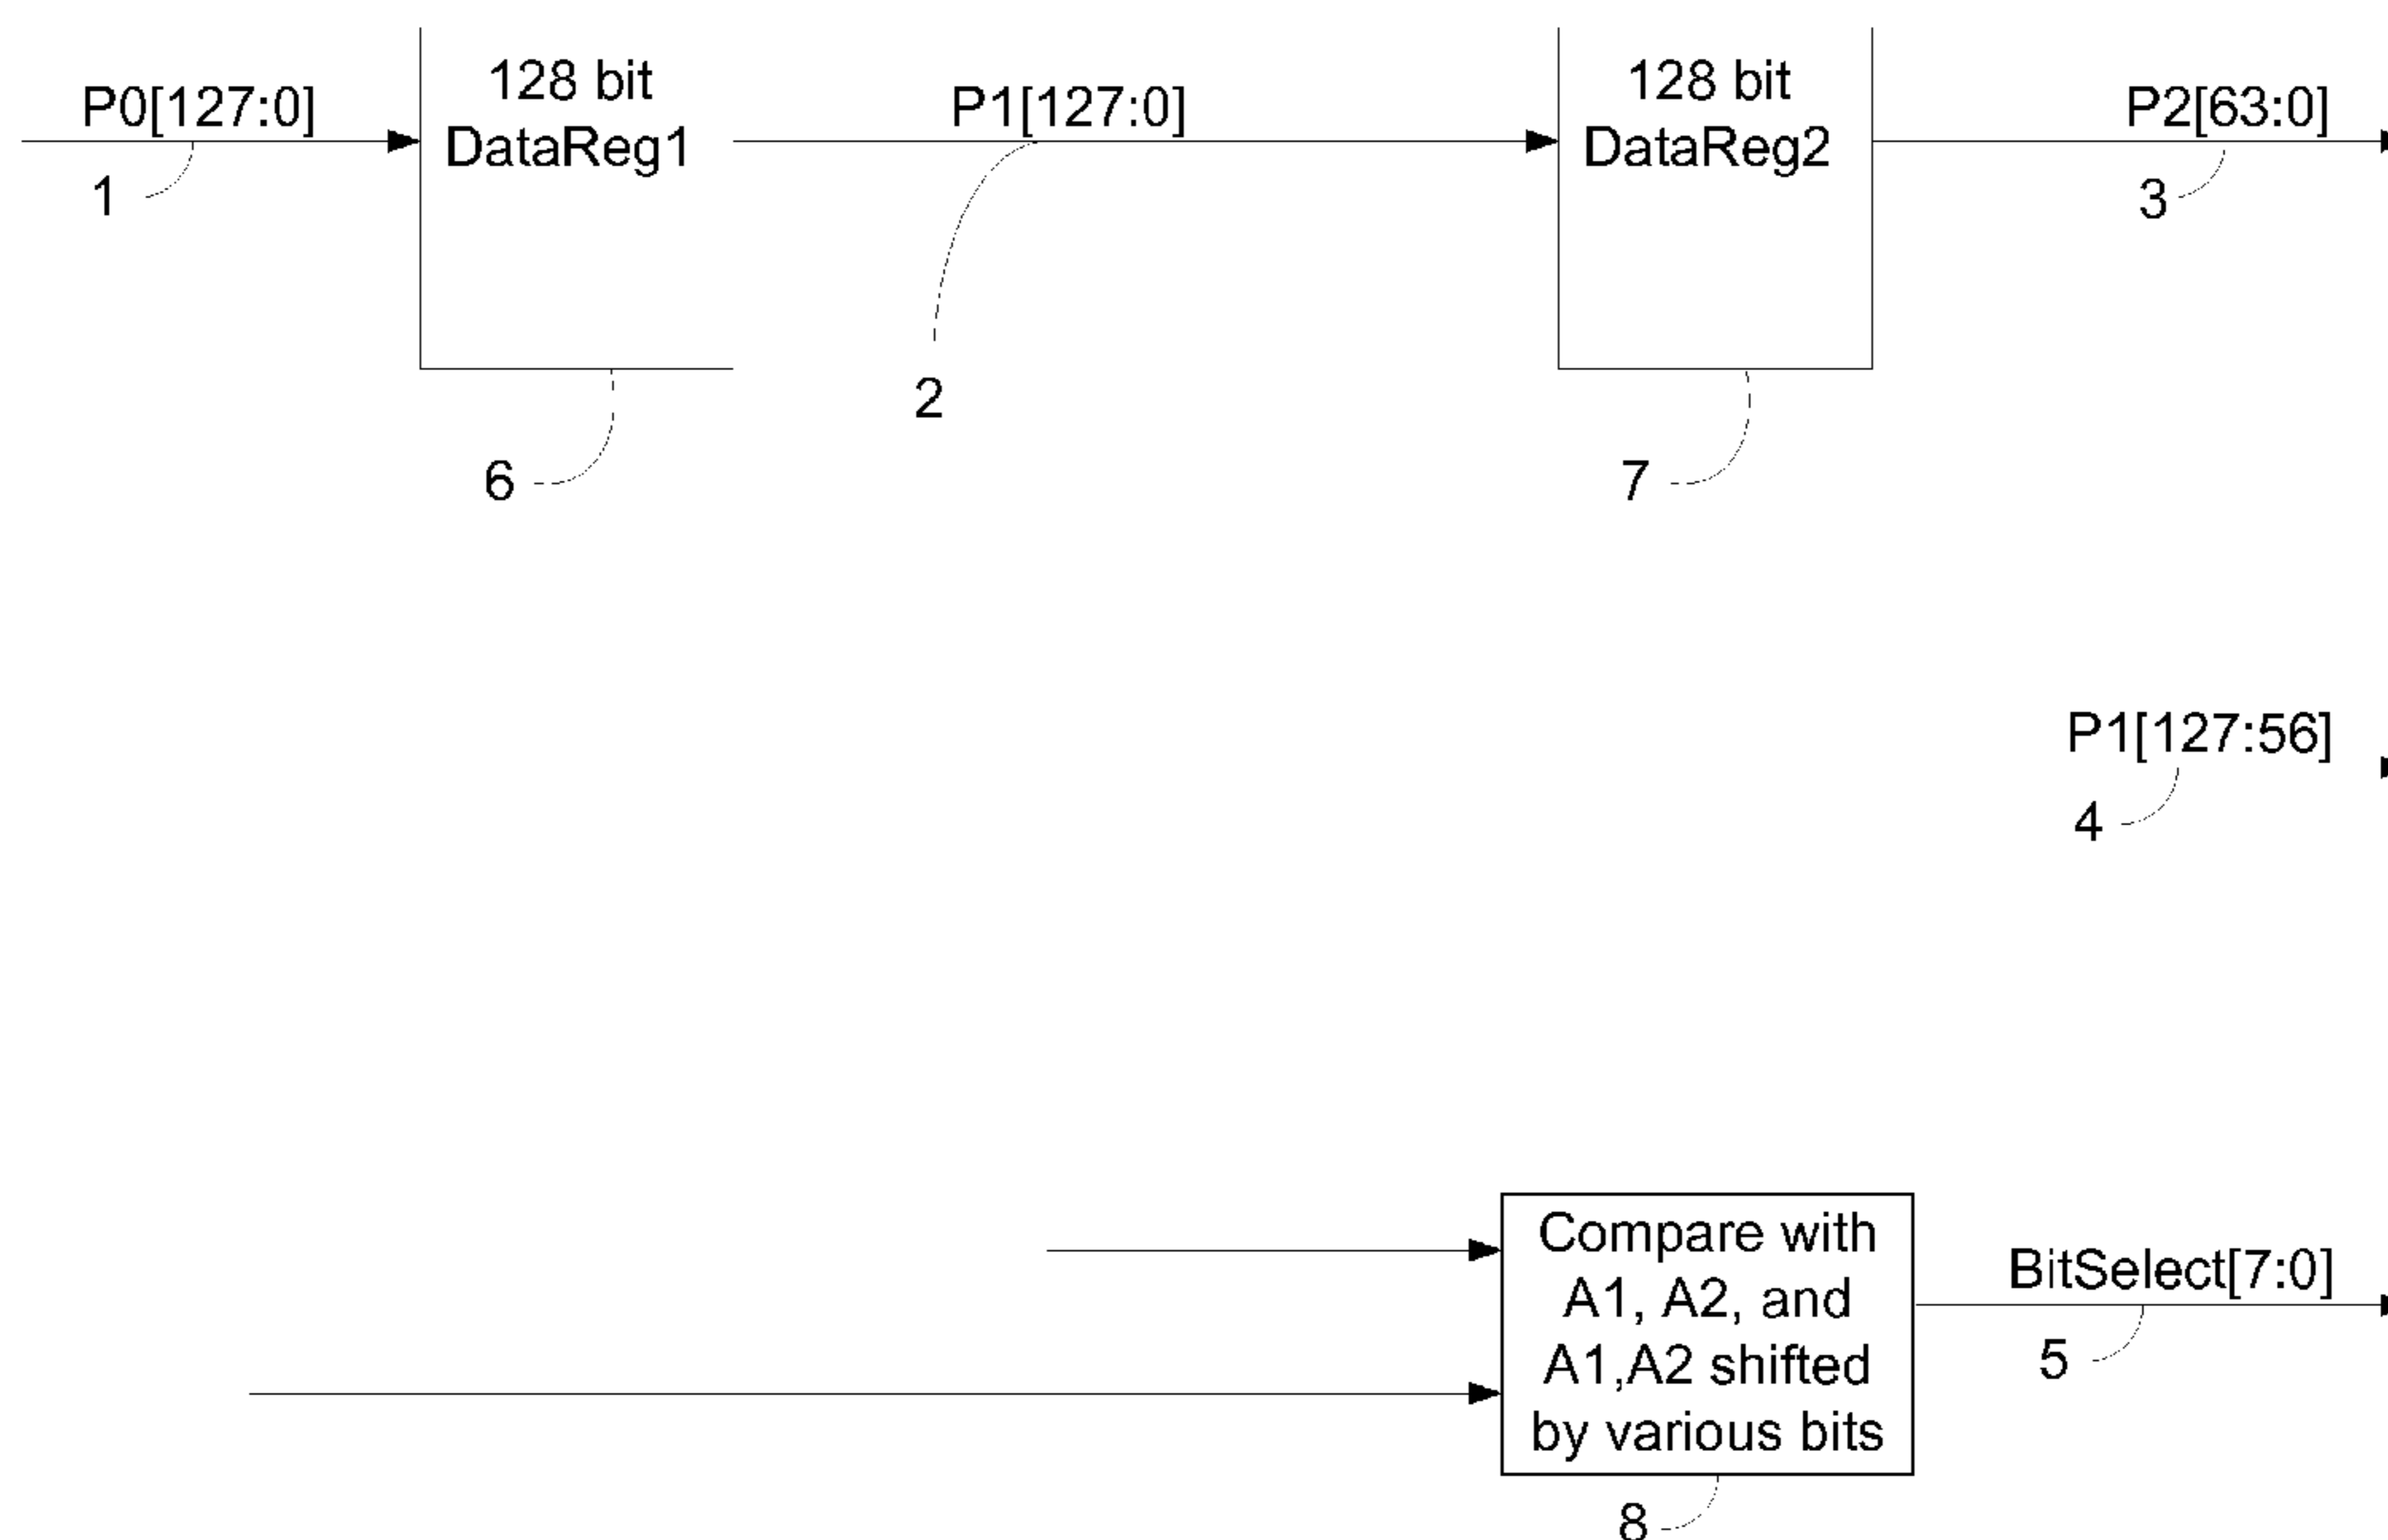 P0[127:0]
128 bit
DataReg1
P1[127:0]
128 bit
DataReg2
P2[63:0]
1
2
3
6
7
P1[127:56]
4
Compare with
A1, A2, and
A1,A2 shifted
by various bits
BitSelect[7:0]
5
8